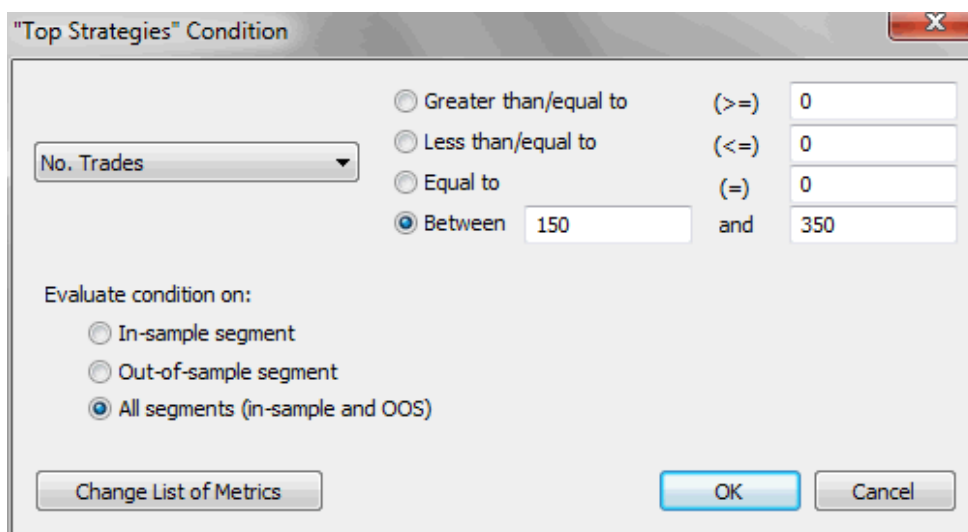 "Top Strategies" Condition
X
No. Trades
Greater than/equal to (>=) 0
Less than/equal to (<=) 0
Equal to (=) 0
Between 150 and 350
Evaluate condition on:
In-sample segment
Out-of-sample segment
All segments (in-sample and OOS)
Change List of Metrics OK Cancel